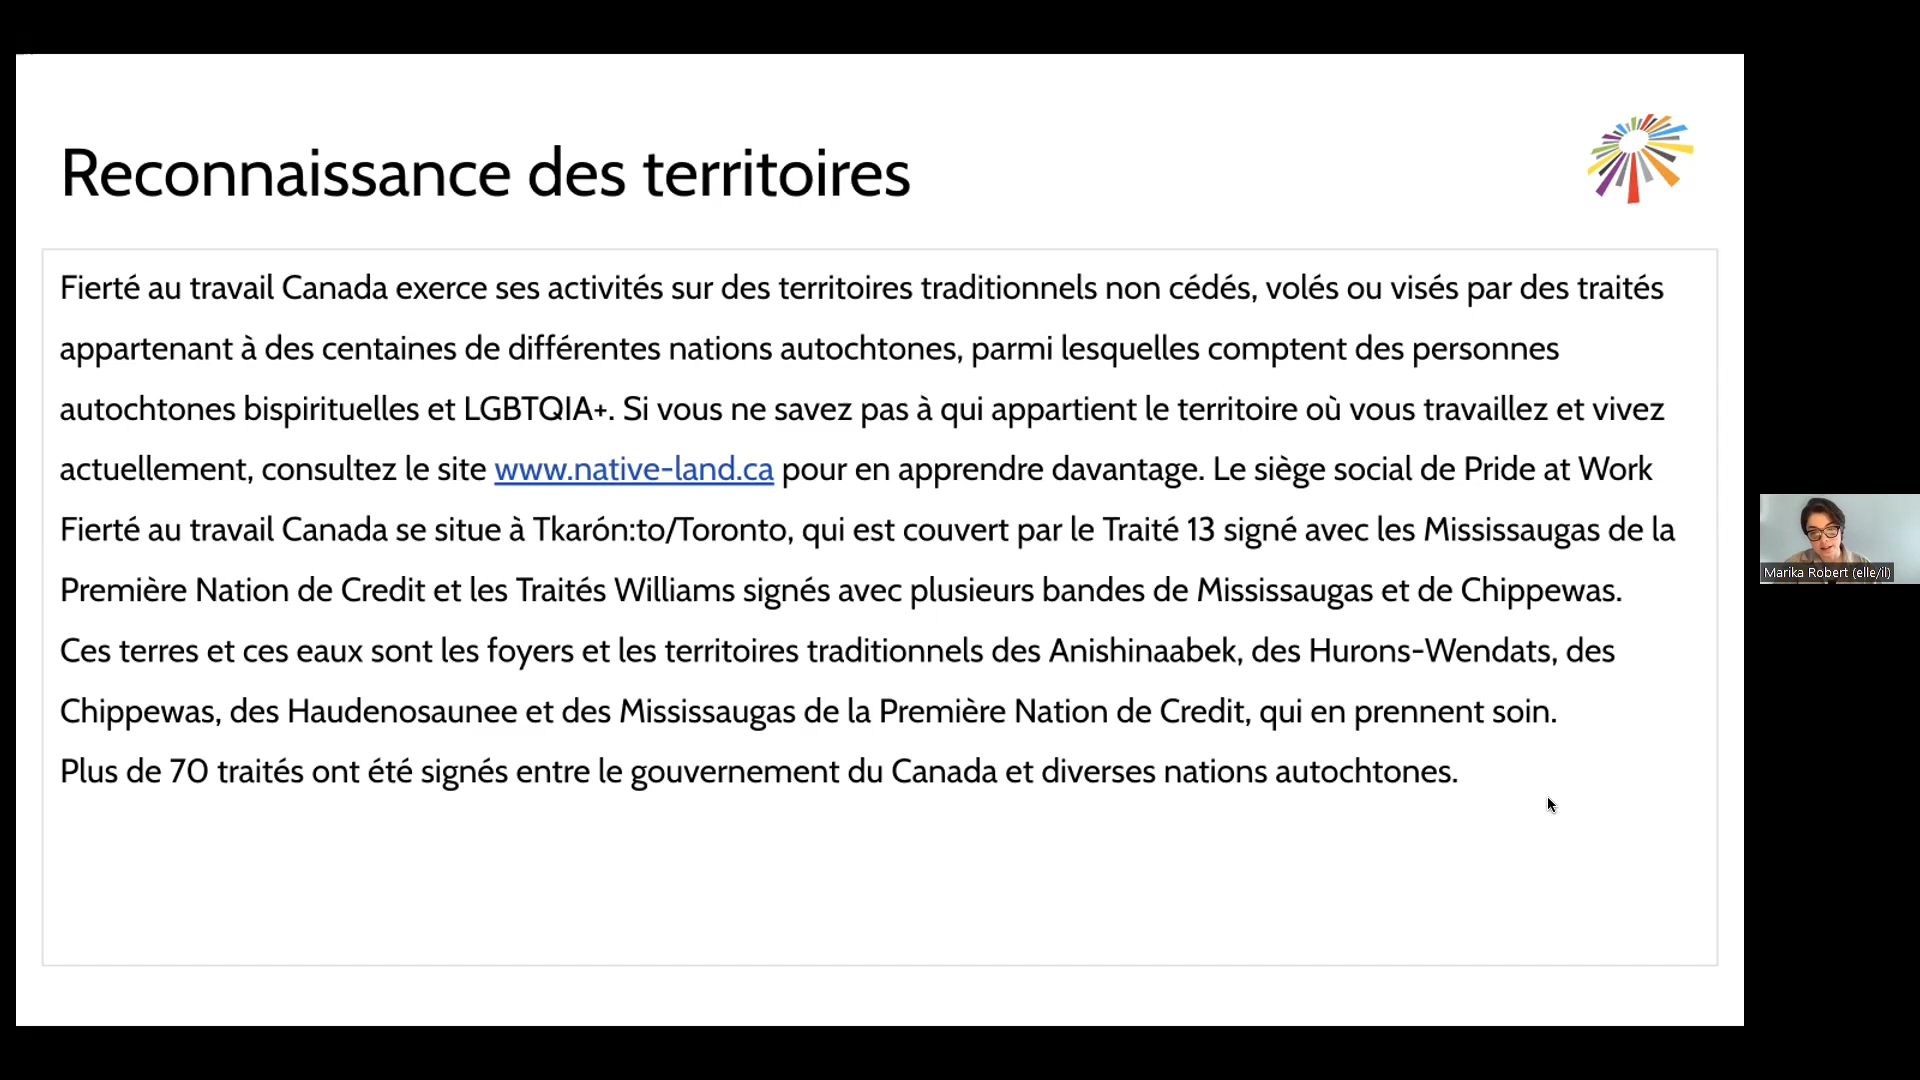 Reconnaissance des territoires
Fierté au travail Canada exerce ses activités sur des territoires traditionnels non cédés, volés ou visés par des traités
appartenant à des centaines de différentes nations autochtones, parmi lesquelles comptent des personnes
autochtones bispirituelles et LGBTQIA+. Si vous ne savez pas à qui appartient le territoire où vous travaillez et vivez
actuellement, consultez le site www.native-land.ca pour en apprendre davantage. Le siège social de Pride at Work
Fierté au travail Canada se situe à Tkarón:to/Toronto, qui est couvert par le Traité 13 signé avec les Mississaugas de la
Première Nation de Credit et les Traités Williams signés avec plusieurs bandes de Mississaugas et de Chippewas.
Ces terres et ces eaux sont les foyers et les territoires traditionnels des Anishinaabek, des Hurons-Wendats, des
Chippewas, des Haudenosaunee et des Mississaugas de la Première Nation de Credit, qui en prennent soin.
Plus de 70 traités ont été signés entre le gouvernement du Canada et diverses nations autochtones.
Marika Robert (elle/il)